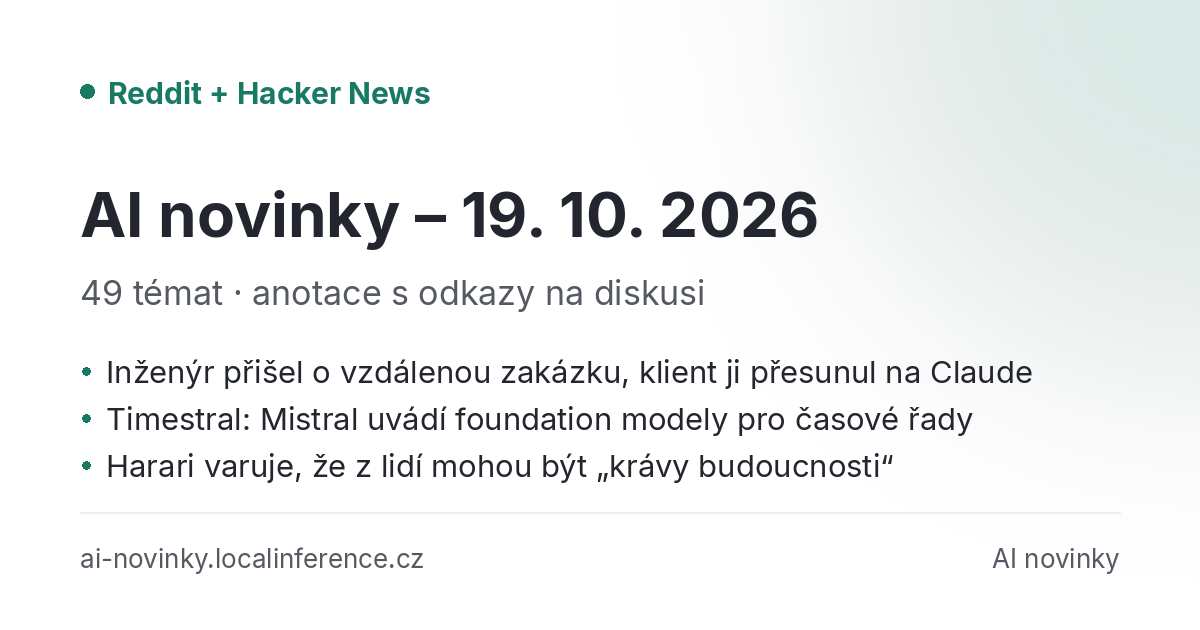 Reddit + Hacker News
AI novinky – 19. 10. 2026
49 témat · anotace s odkazy na diskusi
• Inženýr přišel o vzdálenou zakázku, klient ji přesunul na Claude
• Timestral: Mistral uvádí foundation modely pro časové řady
• Harari varuje, že z lidí mohou být „krávy budoucnosti“
ai-novinky.localinference.cz
AI novinky